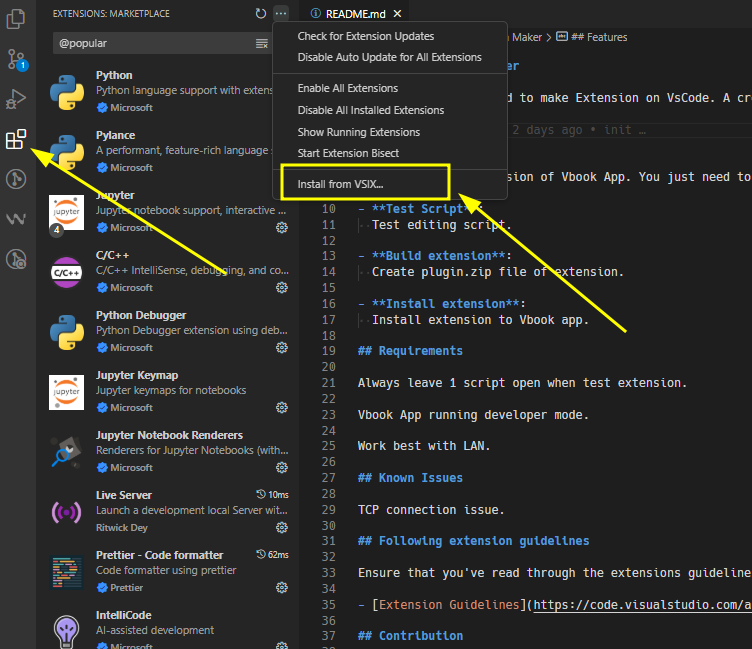 EXTENSIONS: MARKETPLACE
@popular
Python
Python language support with exten
Microsoft
Pylance
A performant, feature-rich language
Microsoft
Jupyter
Jupyter notebook support, interactive ...
Microsoft
4
C/C++
C/C++
C/C++ IntelliSense, debugging, and co...
Microsoft
Python Debugger
Python Debugger extension using deb...
Microsoft
Jupyter Keymap
Jupyter keymaps for notebooks
Microsoft
Jupyter Notebook Renderers
Renderers for Jupyter Notebooks (with...
Microsoft
Live Server
10ms
Launch a development local Server wit...
Ritwick Dey
Prettier - Code formatter
62ms
Code formatter using prettier
Prettier
IntelliCode
AI-assisted development
Microsoft
1
jupyter
jupyter
Check for Extension Updates
Disable Auto Update for All Extensions
Enable All Extensions
Disable All Installed Extensions
Show Running Extensions
Start Extension Bisect
Install from VSIX...
README.md
Maker > ## Features
er
d to make Extension on VsCode. A cr
2 days ago • init …
sion of Vbook App. You just need to
10 - **Test Script**:
11 Test editing script.
12
13 - **Build extension**:
14 Create plugin.zip file of extension.
15
16 - **Install extension**:
17 Install extension to Vbook app.
18
19 ## Requirements
20
21 Always leave 1 script open when test extension.
22
23 Vbook App running developer mode.
24
25 Work best with LAN.
26
27 ## Known Issues
28
29 TCP connection issue.
30
31 ## Following extension guidelines
32
33 Ensure that you've read through the extensions guideline
34
35 - [Extension Guidelines](https://code.visualstudio.com/a
36
37 ## Contribution